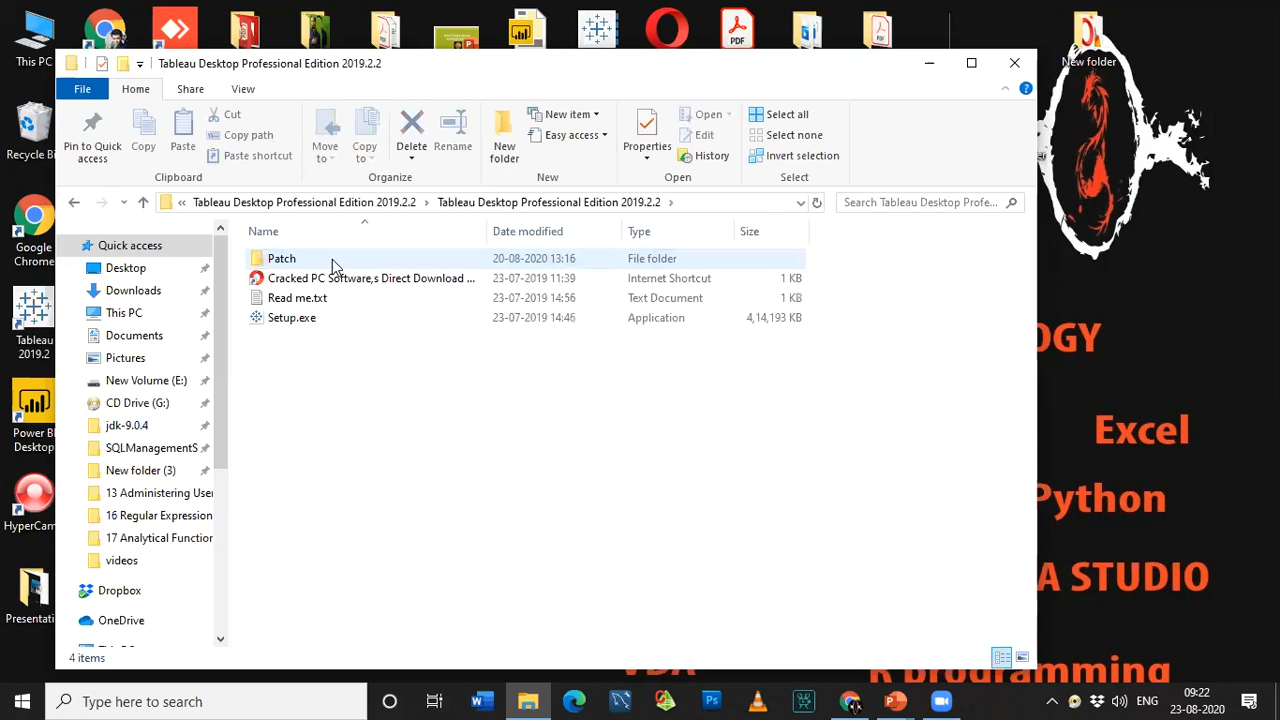 This PC
New folder
Tableau Desktop Professional Edition 2019.2.2
File
Home
Share
View
Pin to Quick access
Copy
Paste
Cut
Copy path
Paste shortcut
Clipboard
Move to
Copy to
Delete
Rename
Organize
New folder
New item
Easy access
New
Properties
Open
Edit
History
Open
Select all
Select none
Invert selection
Select
« Tableau Desktop Professional Edition 2019.2.2 > Tableau Desktop Professional Edition 2019.2.2 >
Search Tableau Desktop Profe...
Name Date modified Type Size
Patch 20-08-2020 13:16 File folder
Cracked PC Software,s Direct Download ... 23-07-2019 11:39 Internet Shortcut 1 KB
Read me.txt 23-07-2019 14:56 Text Document 1 KB
Setup.exe 23-07-2019 14:46 Application 4,14,193 KB
Quick access
Desktop
Downloads
This PC
Documents
Pictures
New Volume (E:)
CD Drive (G:)
jdk-9.0.4
SQLManagementS
New folder (3)
13 Administering User
16 Regular Expression
17 Analytical Functio
videos
Dropbox
OneDrive
4 items
Recycle Bi
Google Chrome
Tableau 2019.2
Power BI Desktop
HyperCam
Presentati
PDF
OGY
Excel
Python
A STUDIO
VBA
R programming
Type here to search
ENG
09:22
23-08-2020